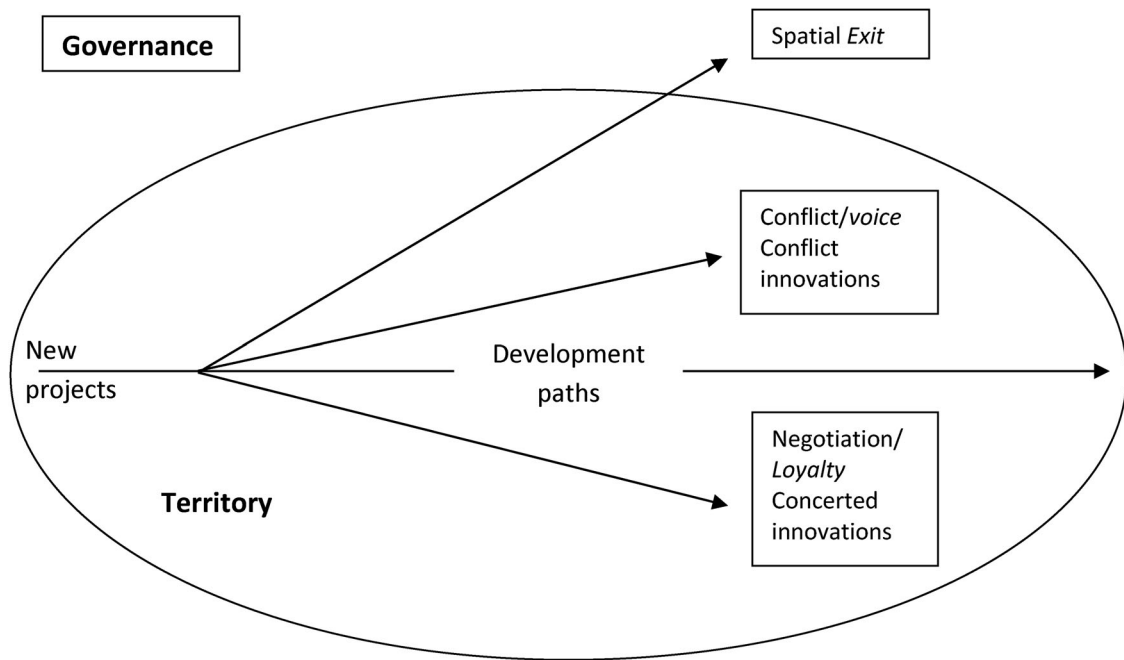 Governance
Spatial Exit
Conflict/voice
Conflict
innovations
New
projects
Development
paths
Negotiation/
Loyalty
Concerted
innovations
Territory